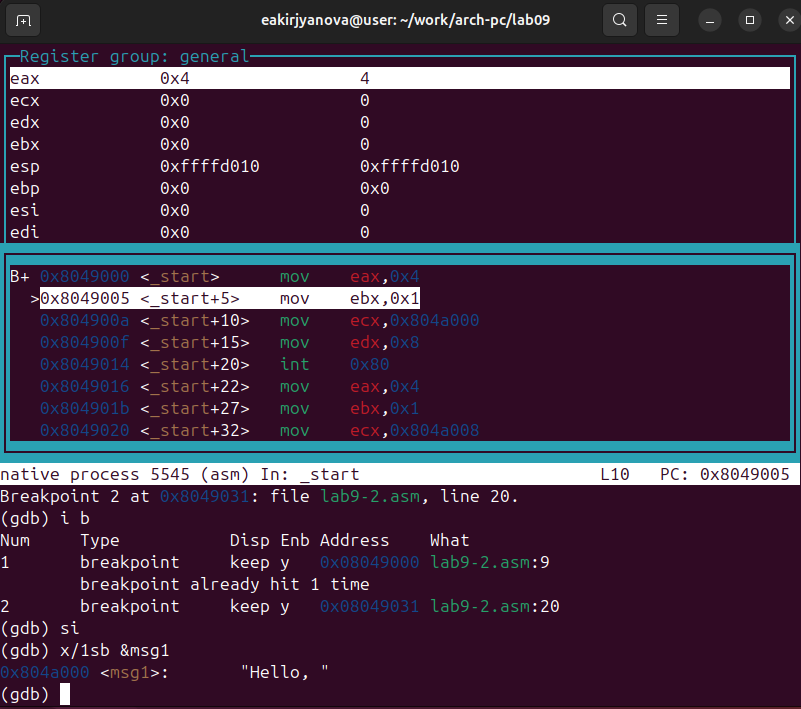 eakirjyanova@user: ~/work/arch-pc/lab09
Register group: general
eax 0x4 4
ecx 0x0 0
edx 0x0 0
ebx 0x0 0
esp 0xffffd010 0xffffd010
ebp 0x0 0x0
esi 0x0 0
edi 0x0 0
B+ 0x8049000 <_start> mov eax,0x4
>0x8049005 <_start+5> mov ebx,0x1
0x804900a <_start+10> mov ecx,0x804a000
0x804900f <_start+15> mov edx,0x8
0x8049014 <_start+20> int 0x80
0x8049016 <_start+22> mov eax,0x4
0x804901b <_start+27> mov ebx,0x1
0x8049020 <_start+32> mov ecx,0x804a008
native process 5545 (asm) In: _start L10 PC: 0x8049005
Breakpoint 2 at 0x8049031: file lab9-2.asm, line 20.
(gdb) i b
Num Type Disp Enb Address What
1 breakpoint keep y 0x08049000 lab9-2.asm:9
breakpoint already hit 1 time
2 breakpoint keep y 0x08049031 lab9-2.asm:20
(gdb) si
(gdb) x/1sb &msg1
0x804a000 <msg1>: "Hello, "
(gdb)